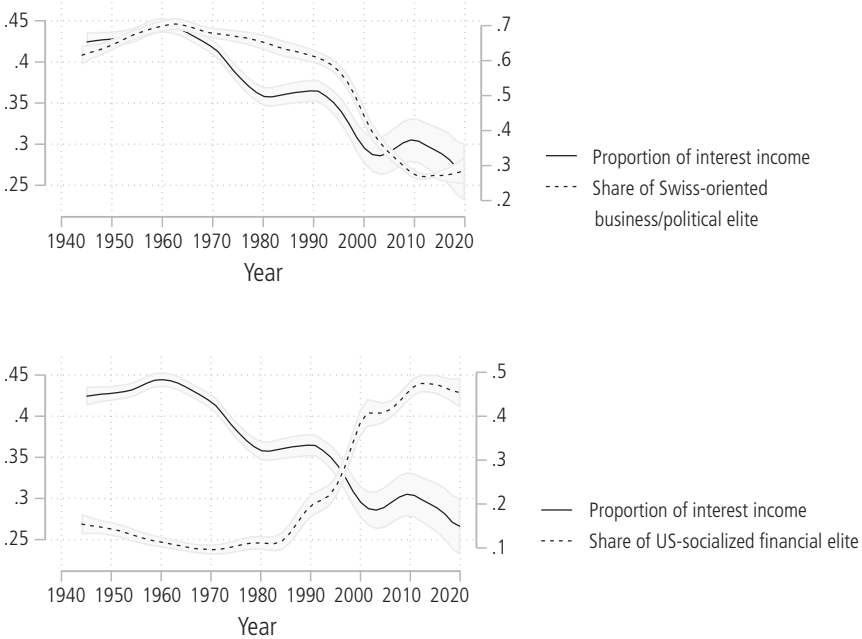 .45
.4
.35
.3
.25
.7
.6
.5
.4
.3
.2
1940 1950 1960 1970 1980 1990 2000 2010 2020
Year
Proportion of interest income
Share of Swiss-oriented
business/political elite
.45
.4
.35
.3
.25
.5
.4
.3
.2
.1
1940 1950 1960 1970 1980 1990 2000 2010 2020
Year
Proportion of interest income
Share of US-socialized financial elite